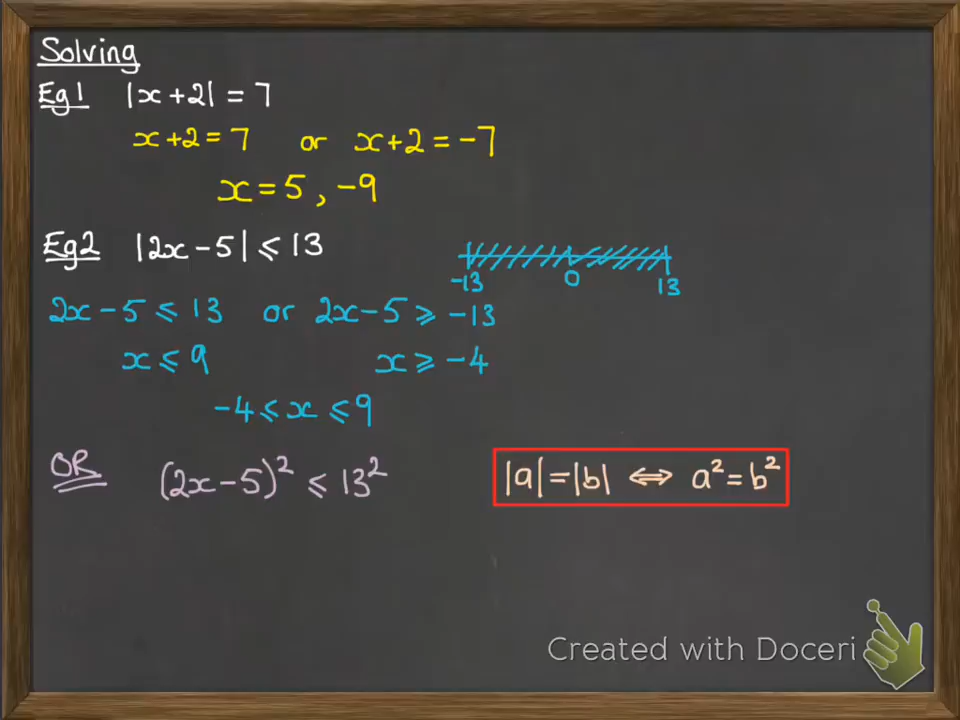 Solving
Eg1 |x+2| = 7
x+2 = 7 or x+2 = -7
x = 5, -9
Eg2 |2x-5| ⩽ 13
-13 0 13
2x-5 ⩽ 13 or 2x-5 ⩾ -13
x ⩽ 9 x ⩾ -4
-4 ⩽ x ⩽ 9
OR (2x-5)² ⩽ 13² |a|=|b| ⟺ a²=b²
Created with Doceri